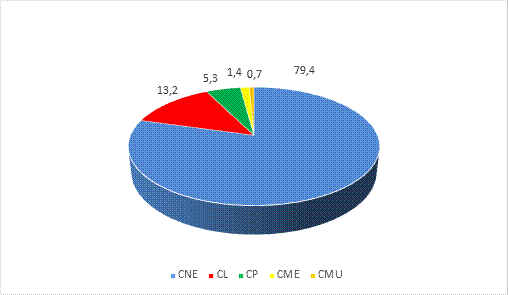 1,4 0,7 79,4
5,3
13,2
CNE CL CP CME CMU